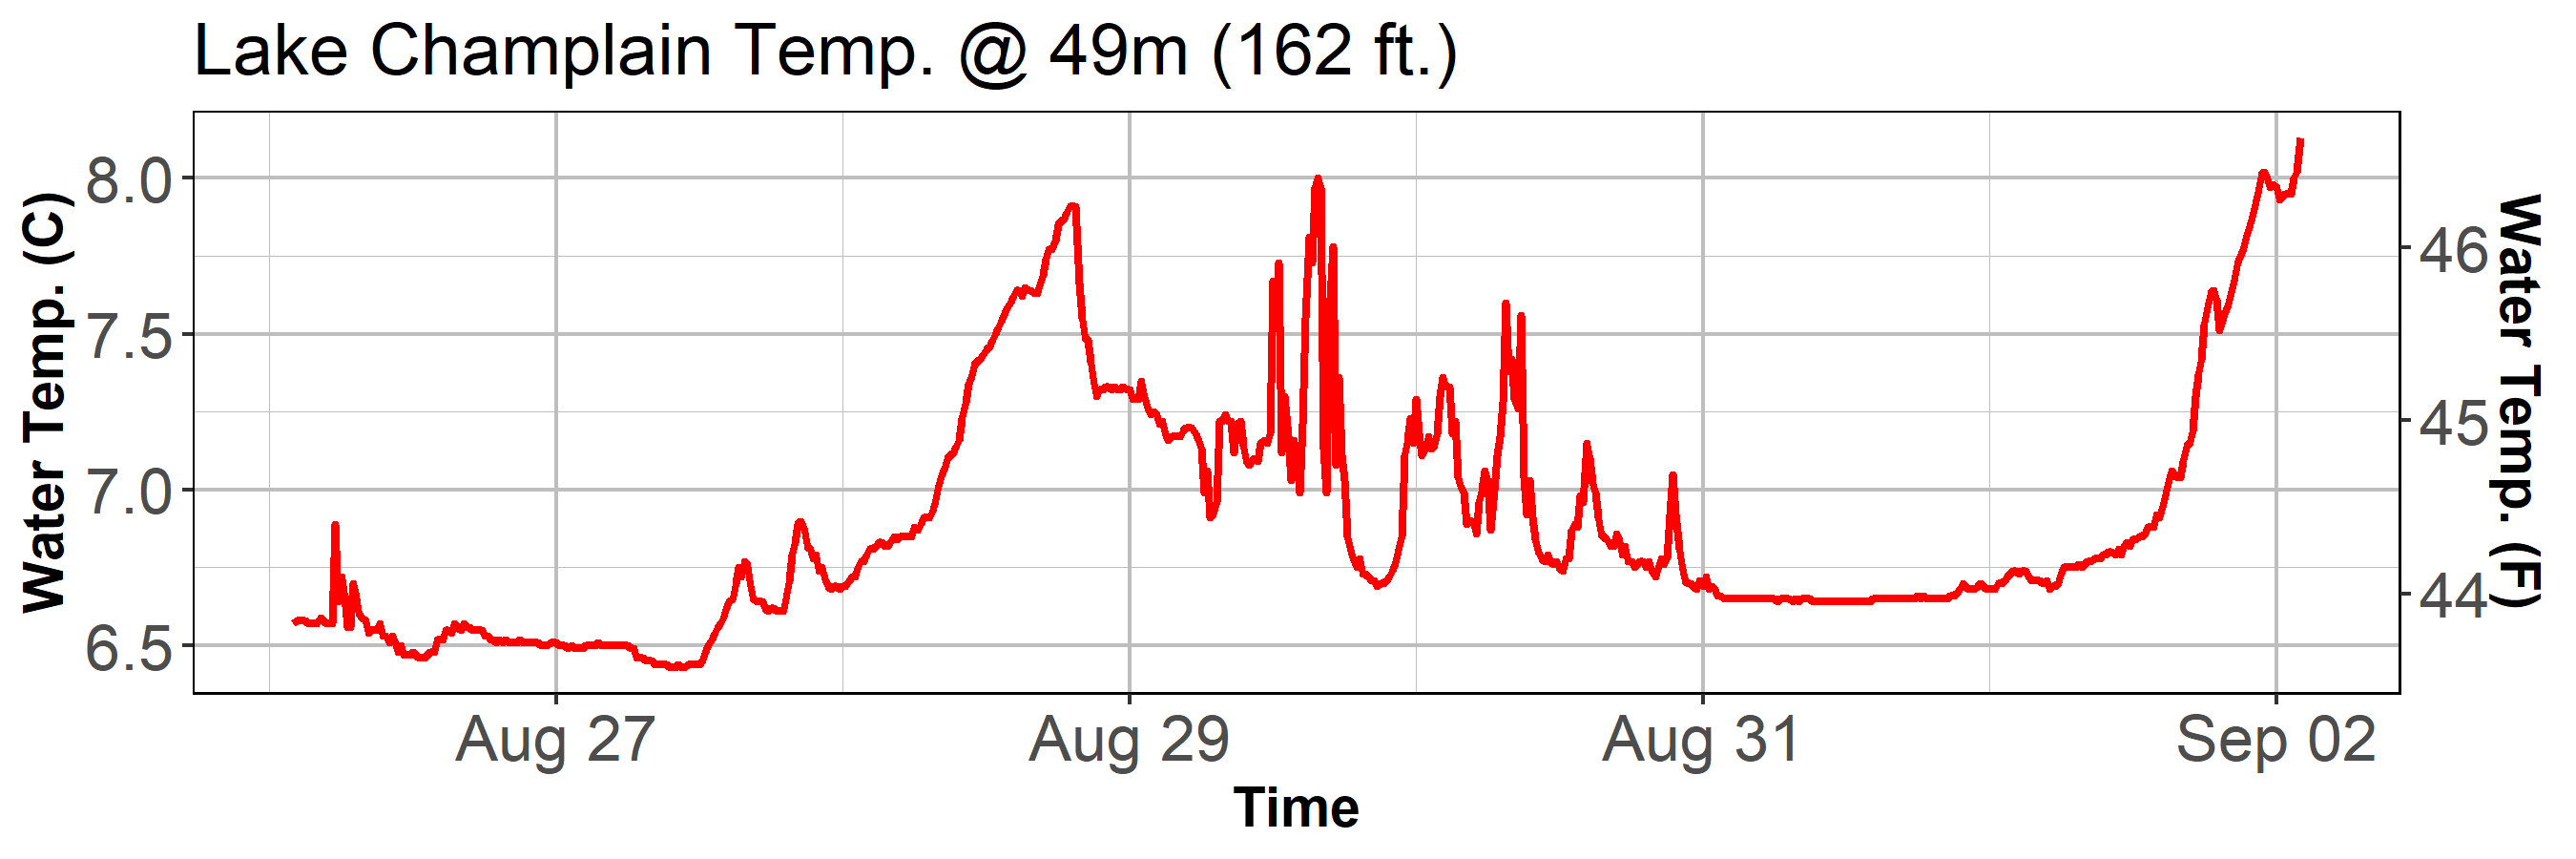 Lake Champlain Temp. @ 49m (162 ft.)
Water Temp. (C)
8.0
7.5
7.0
6.5
46
45
44
Water Temp. (F)
Aug 27 Aug 29 Aug 31 Sep 02
Time